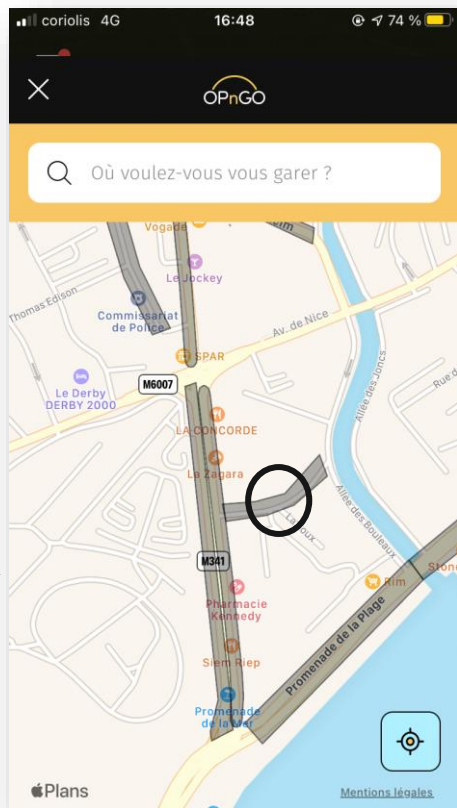 coriolis 4G
16:48
74 %
OPnGO
Où voulez-vous vous garer ?
Vogade
Le Jockey
Thomas Edison
Commissariat
de Police
Av. de Nice
SPAR
Allée des Joncs
Le Derby
DERBY 2000
M6007
Rue d
LA CONCORDE
La Zagara
Allée des Bouleaux
M341
Rim
Ston
Pharmacie
Kennedy
Promenade de la Plage
Siem Riep
Promenade
de la Mer
Plans
Mentions légales